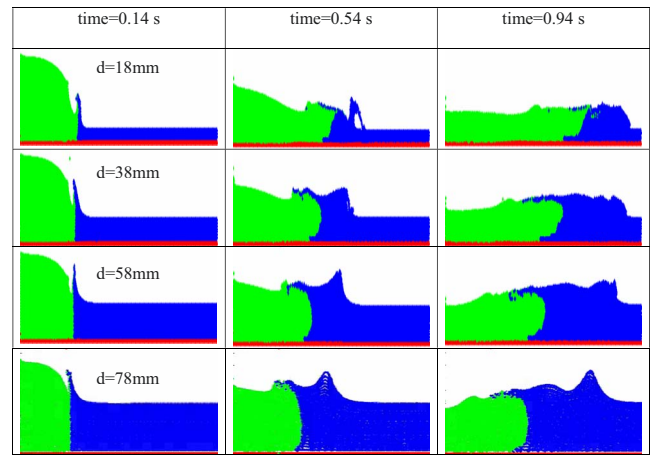 time=0.14 s
time=0.54 s
time=0.94 s
d=18mm
d=38mm
d=58mm
d=78mm